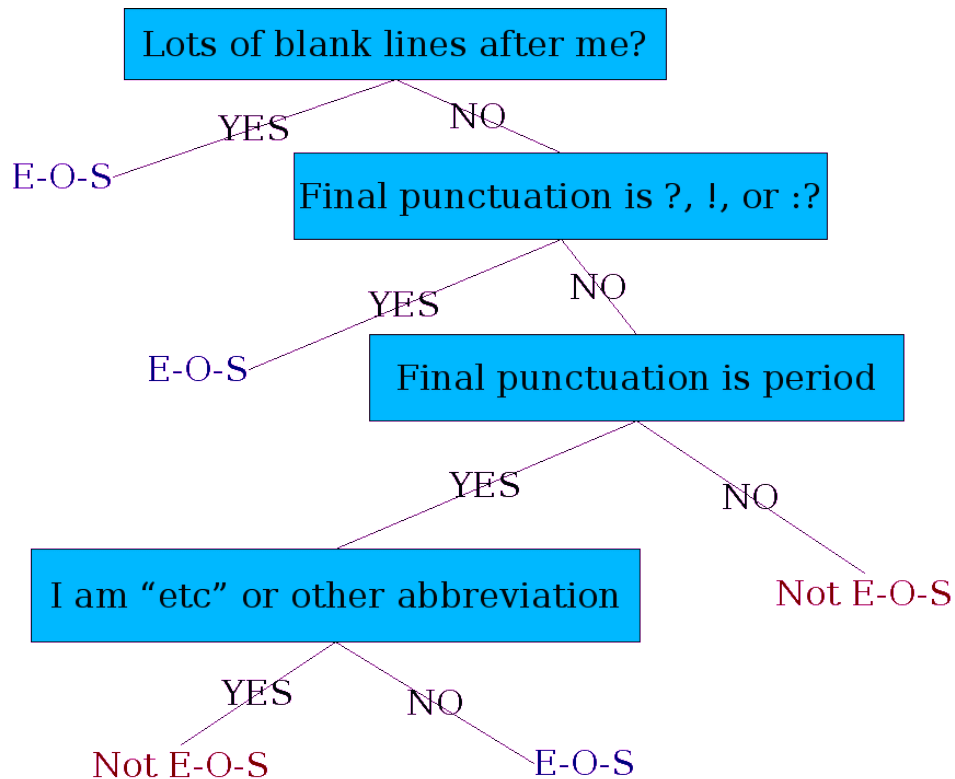 Lots of blank lines after me?
YES
NO
E-O-S
Final punctuation is ?, !, or :?
YES
NO
E-O-S
Final punctuation is period
YES
NO
I am “etc” or other abbreviation
Not E-O-S
YES
NO
Not E-O-S
E-O-S